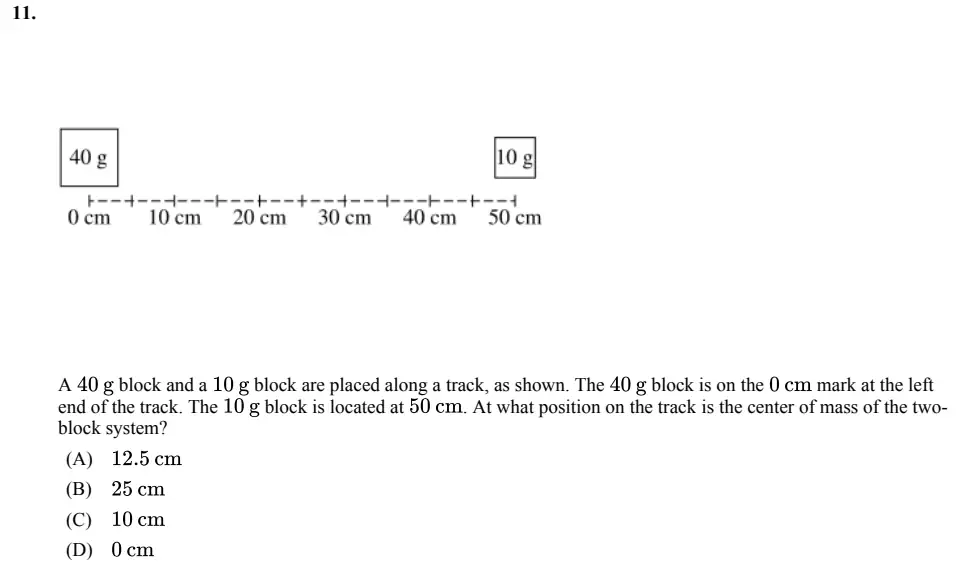 11.
40 g
10 g
0 cm 10 cm 20 cm 30 cm 40 cm 50 cm
A 40 g block and a 10 g block are placed along a track, as shown. The 40 g block is on the 0 cm mark at the left
end of the track. The 10 g block is located at 50 cm. At what position on the track is the center of mass of the two-
block system?
(A) 12.5 cm
(B) 25 cm
(C) 10 cm
(D) 0 cm